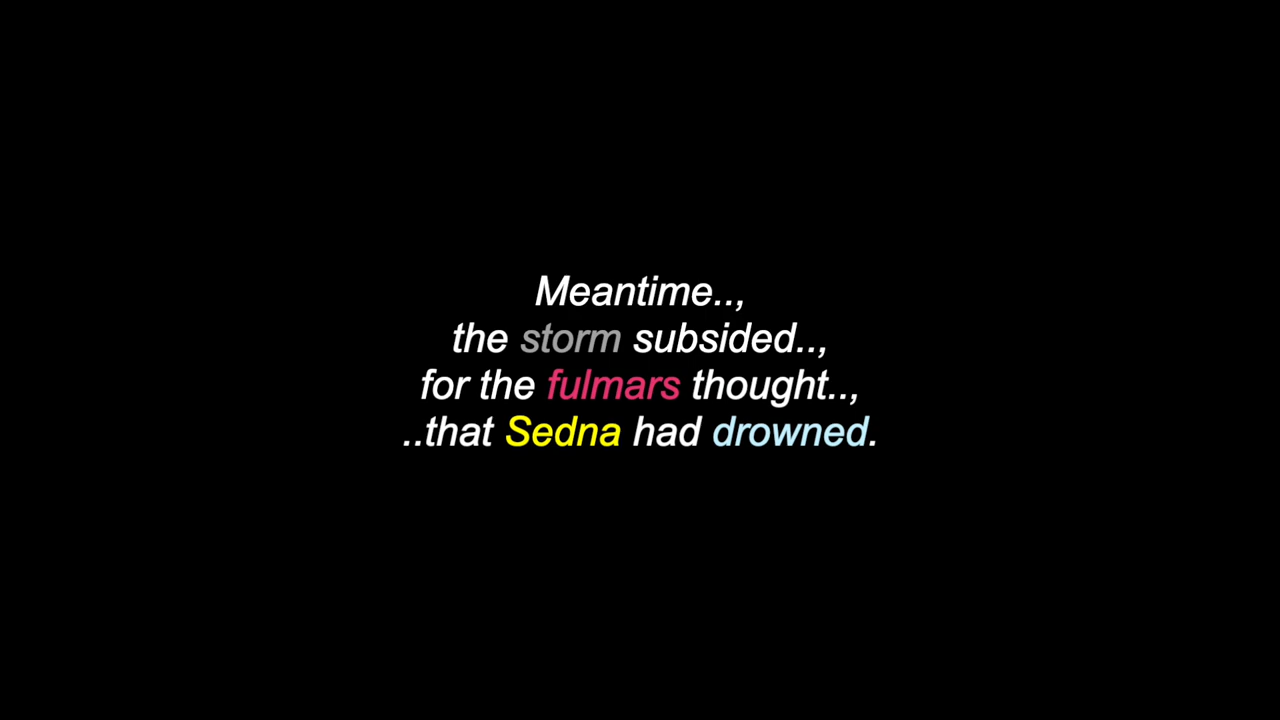 Meantime..,
the storm subsided..,
for the fulmars thought..,
..that Sedna had drowned.